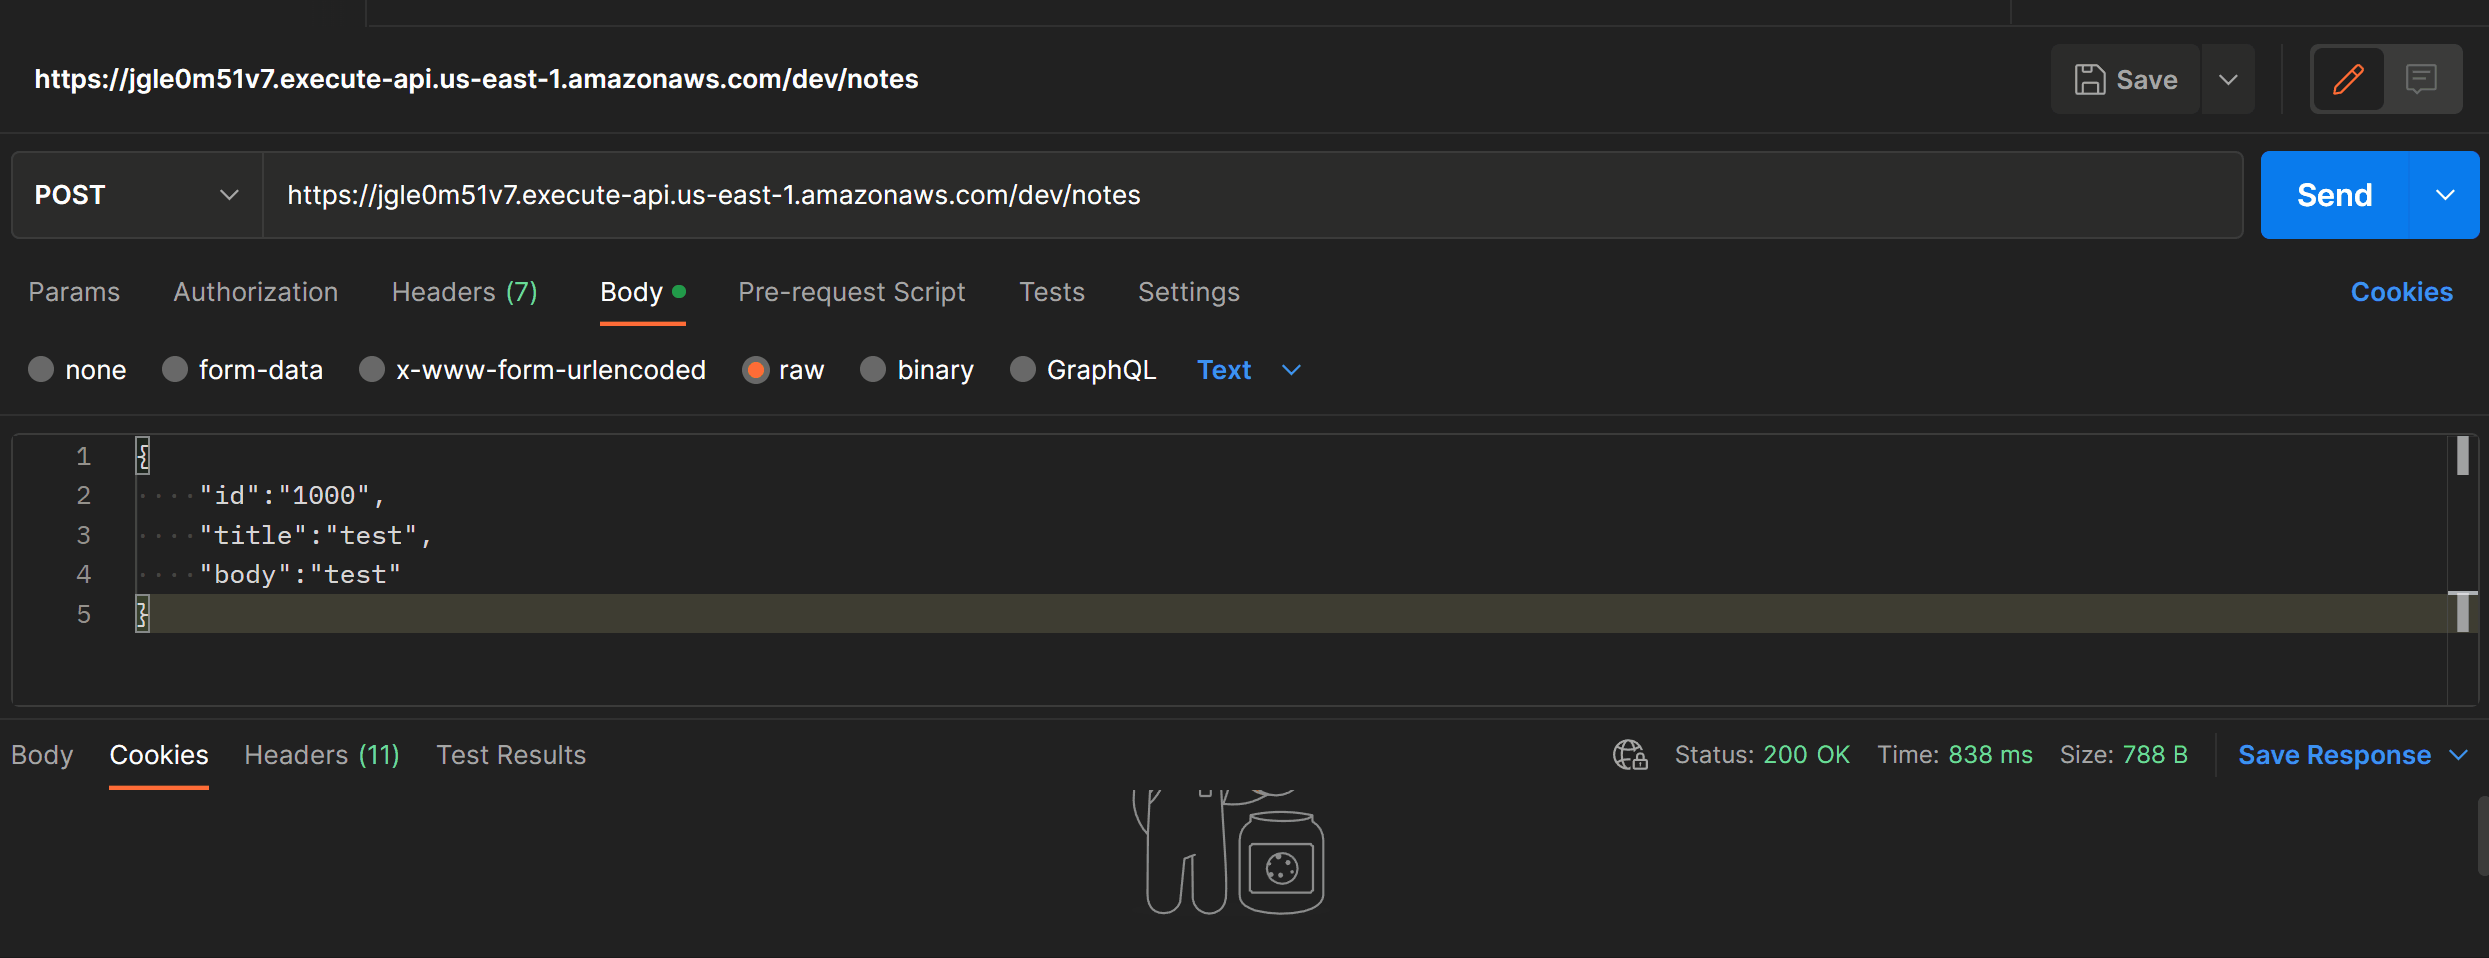 https://jgle0m51v7.execute-api.us-east-1.amazonaws.com/dev/notes Save
POST https://jgle0m51v7.execute-api.us-east-1.amazonaws.com/dev/notes Send
Params Authorization Headers (7) Body Pre-request Script Tests Settings Cookies
none form-data x-www-form-urlencoded raw binary GraphQL Text
1 {
2 "id":"1000",
3 "title":"test",
4 "body":"test"
5 }
Body Cookies Headers (11) Test Results Status: 200 OK Time: 838 ms Size: 788 B Save Response